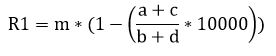 R1 = m * (1 − ((a + c)/(b + d) * 10000))